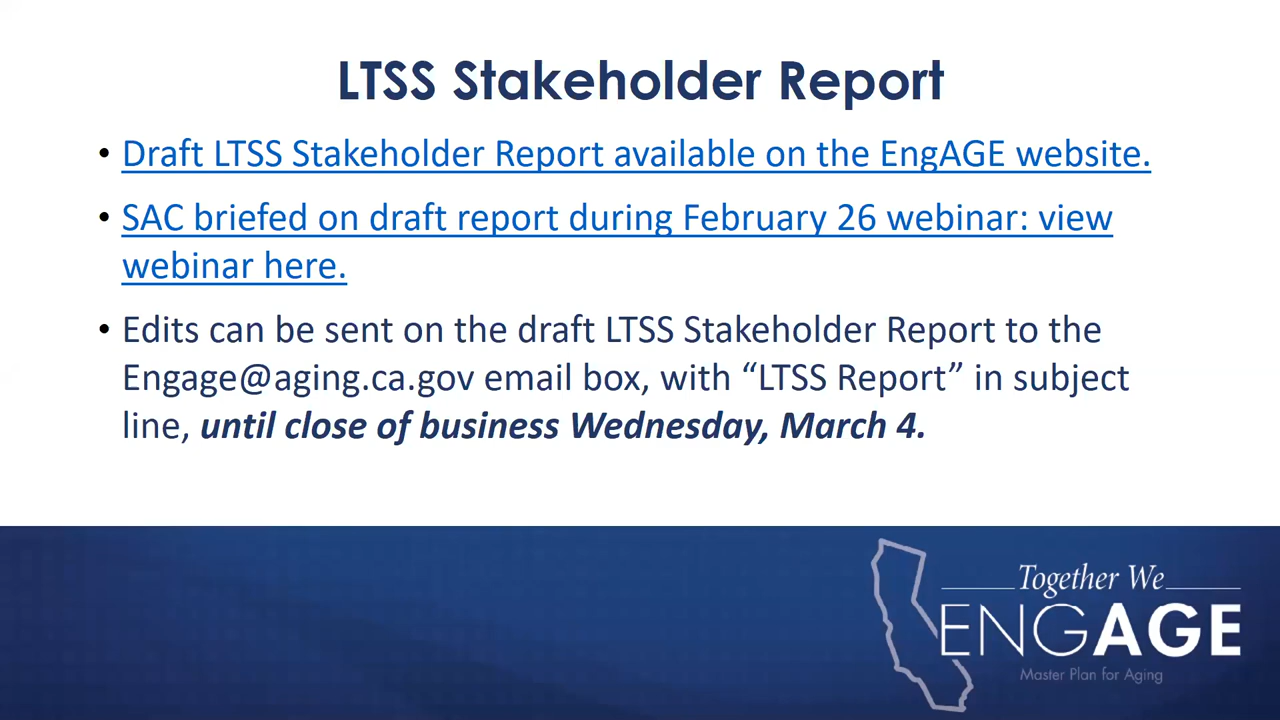 LTSS Stakeholder Report
• Draft LTSS Stakeholder Report available on the EngAGE website.
• SAC briefed on draft report during February 26 webinar: view
webinar here.
• Edits can be sent on the draft LTSS Stakeholder Report to the
Engage@aging.ca.gov email box, with “LTSS Report” in subject
line, until close of business Wednesday, March 4.
Together We
ENGAGE
Master Plan for Aging